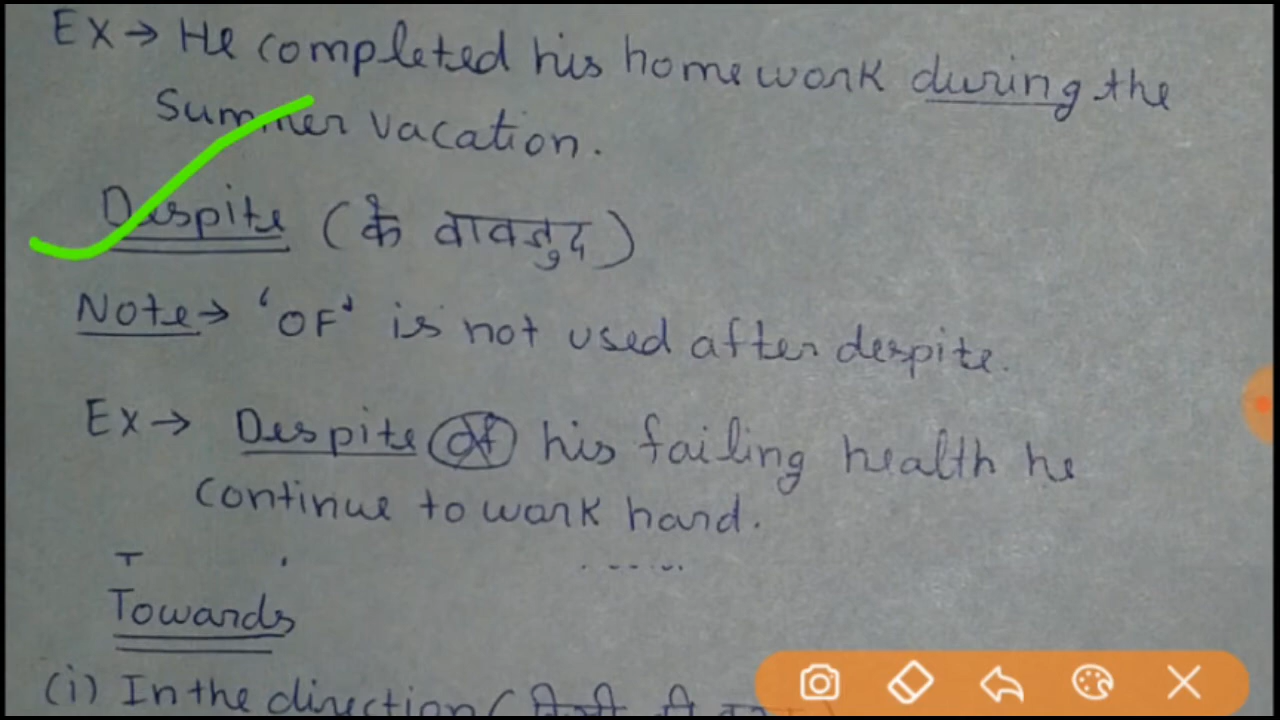 Ex → He completed his homework during the
Summer vacation.
Despite (के वावजुद)
Note → 'OF' is not used after despite.
Ex → Despite of his failing health he
continue to work hard.
Towards
(i) In the direction (